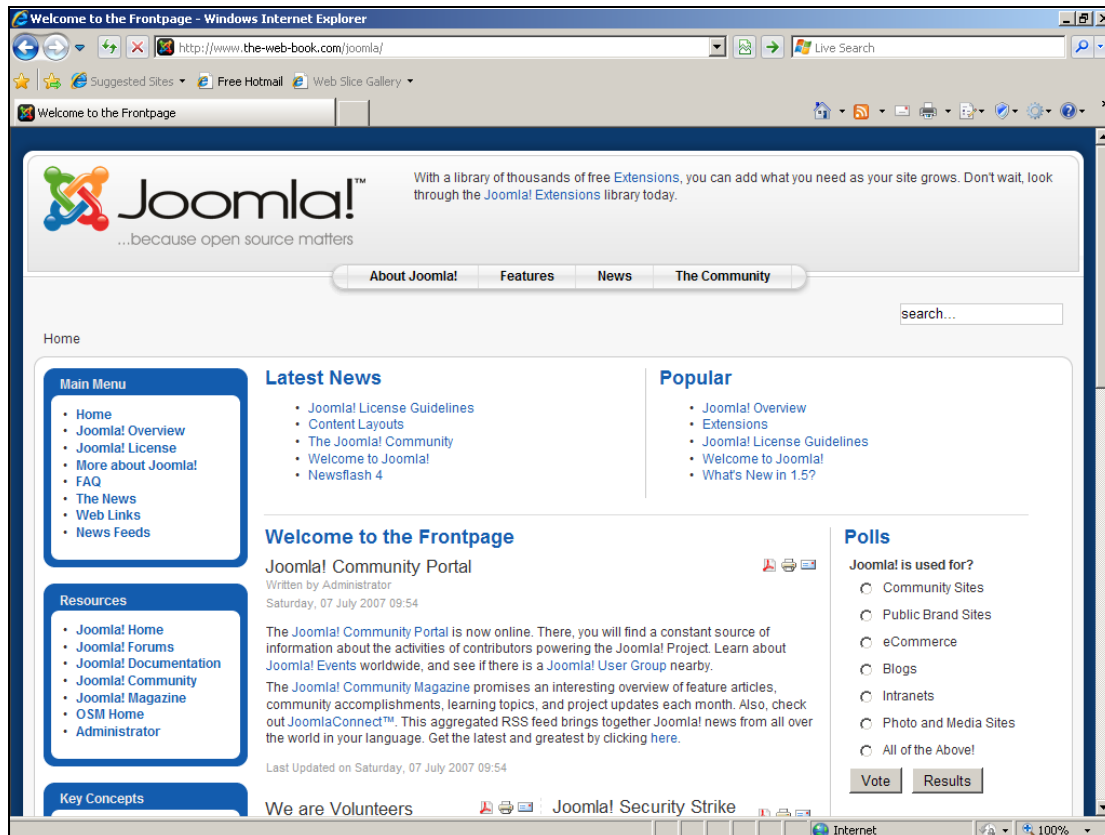 Welcome to the Frontpage - Windows Internet Explorer
http://www.the-web-book.com/joomla/
Live Search
Suggested Sites
Free Hotmail
Web Slice Gallery
Welcome to the Frontpage
Joomla!™
...because open source matters
With a library of thousands of free Extensions, you can add what you need as your site grows. Don't wait, look
through the Joomla! Extensions library today.
About Joomla!
Features
News
The Community
search...
Home
Main Menu
• Home
• Joomla! Overview
• Joomla! License
• More about Joomla!
• FAQ
• The News
• Web Links
• News Feeds
Resources
• Joomla! Home
• Joomla! Forums
• Joomla! Documentation
• Joomla! Community
• Joomla! Magazine
• OSM Home
• Administrator
Key Concepts
Latest News
• Joomla! License Guidelines
• Content Layouts
• The Joomla! Community
• Welcome to Joomla!
• Newsflash 4
Popular
• Joomla! Overview
• Extensions
• Joomla! License Guidelines
• Welcome to Joomla!
• What's New in 1.5?
Welcome to the Frontpage
Joomla! Community Portal
Written by Administrator
Saturday, 07 July 2007 09:54
The Joomla! Community Portal is now online. There, you will find a constant source of
information about the activities of contributors powering the Joomla! Project. Learn about
Joomla! Events worldwide, and see if there is a Joomla! User Group nearby.
The Joomla! Community Magazine promises an interesting overview of feature articles,
community accomplishments, learning topics, and project updates each month. Also, check
out JoomlaConnect™. This aggregated RSS feed brings together Joomla! news from all over
the world in your language. Get the latest and greatest by clicking here.
Last Updated on Saturday, 07 July 2007 09:54
We are Volunteers
Joomla! Security Strike
Polls
Joomla! is used for?
Community Sites
Public Brand Sites
eCommerce
Blogs
Intranets
Photo and Media Sites
All of the Above!
Vote
Results
Internet
100%